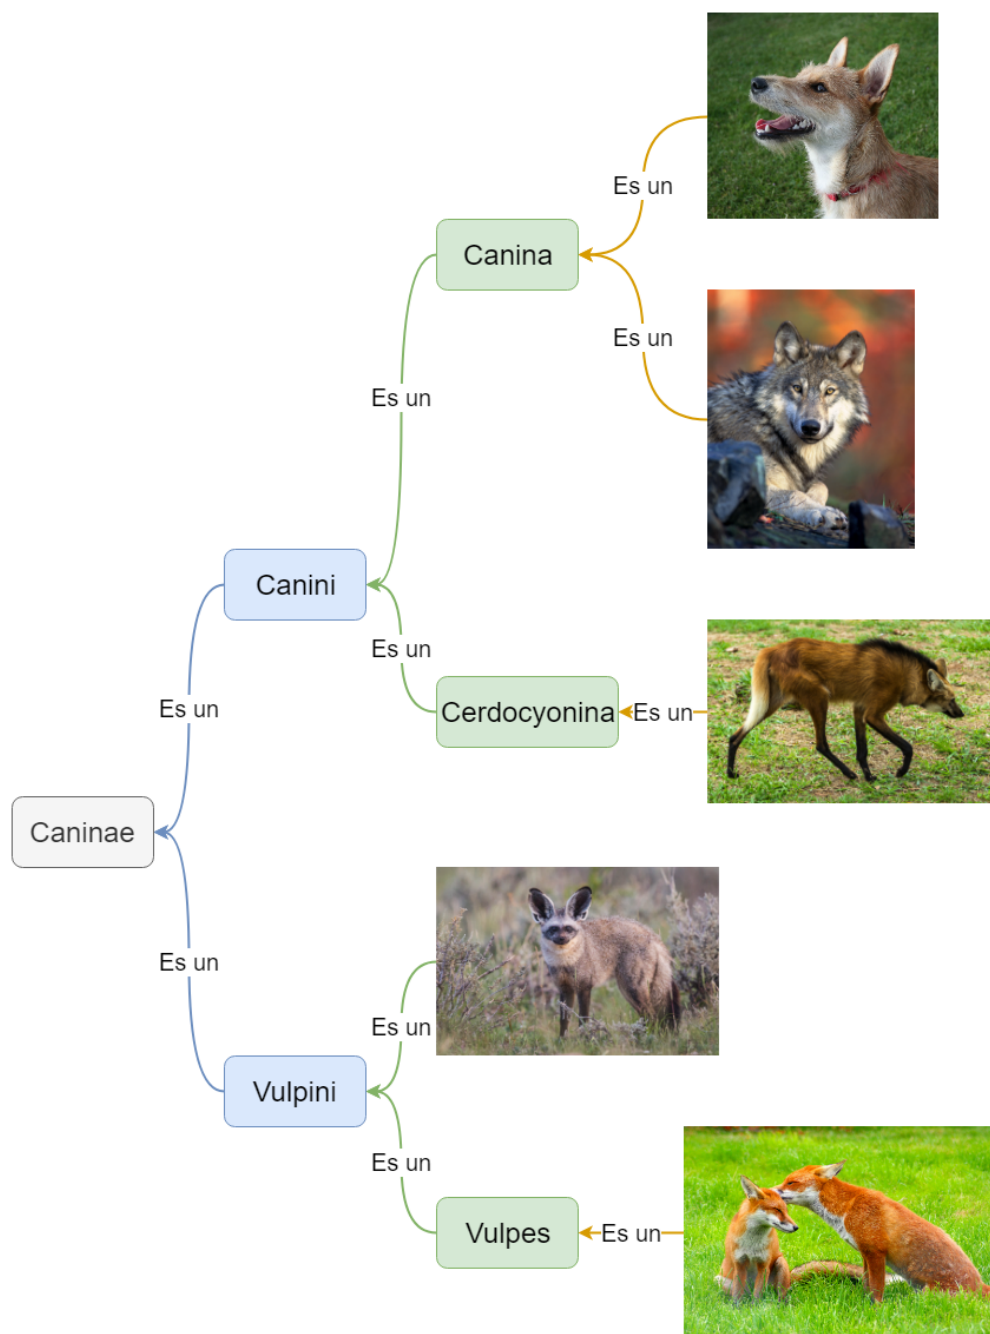 Es un
Canina
Es un
Es un
Canini
Es un
Cerdocyonina
Es un
Es un
Caninae
Es un
Es un
Vulpini
Es un
Vulpes
Es un